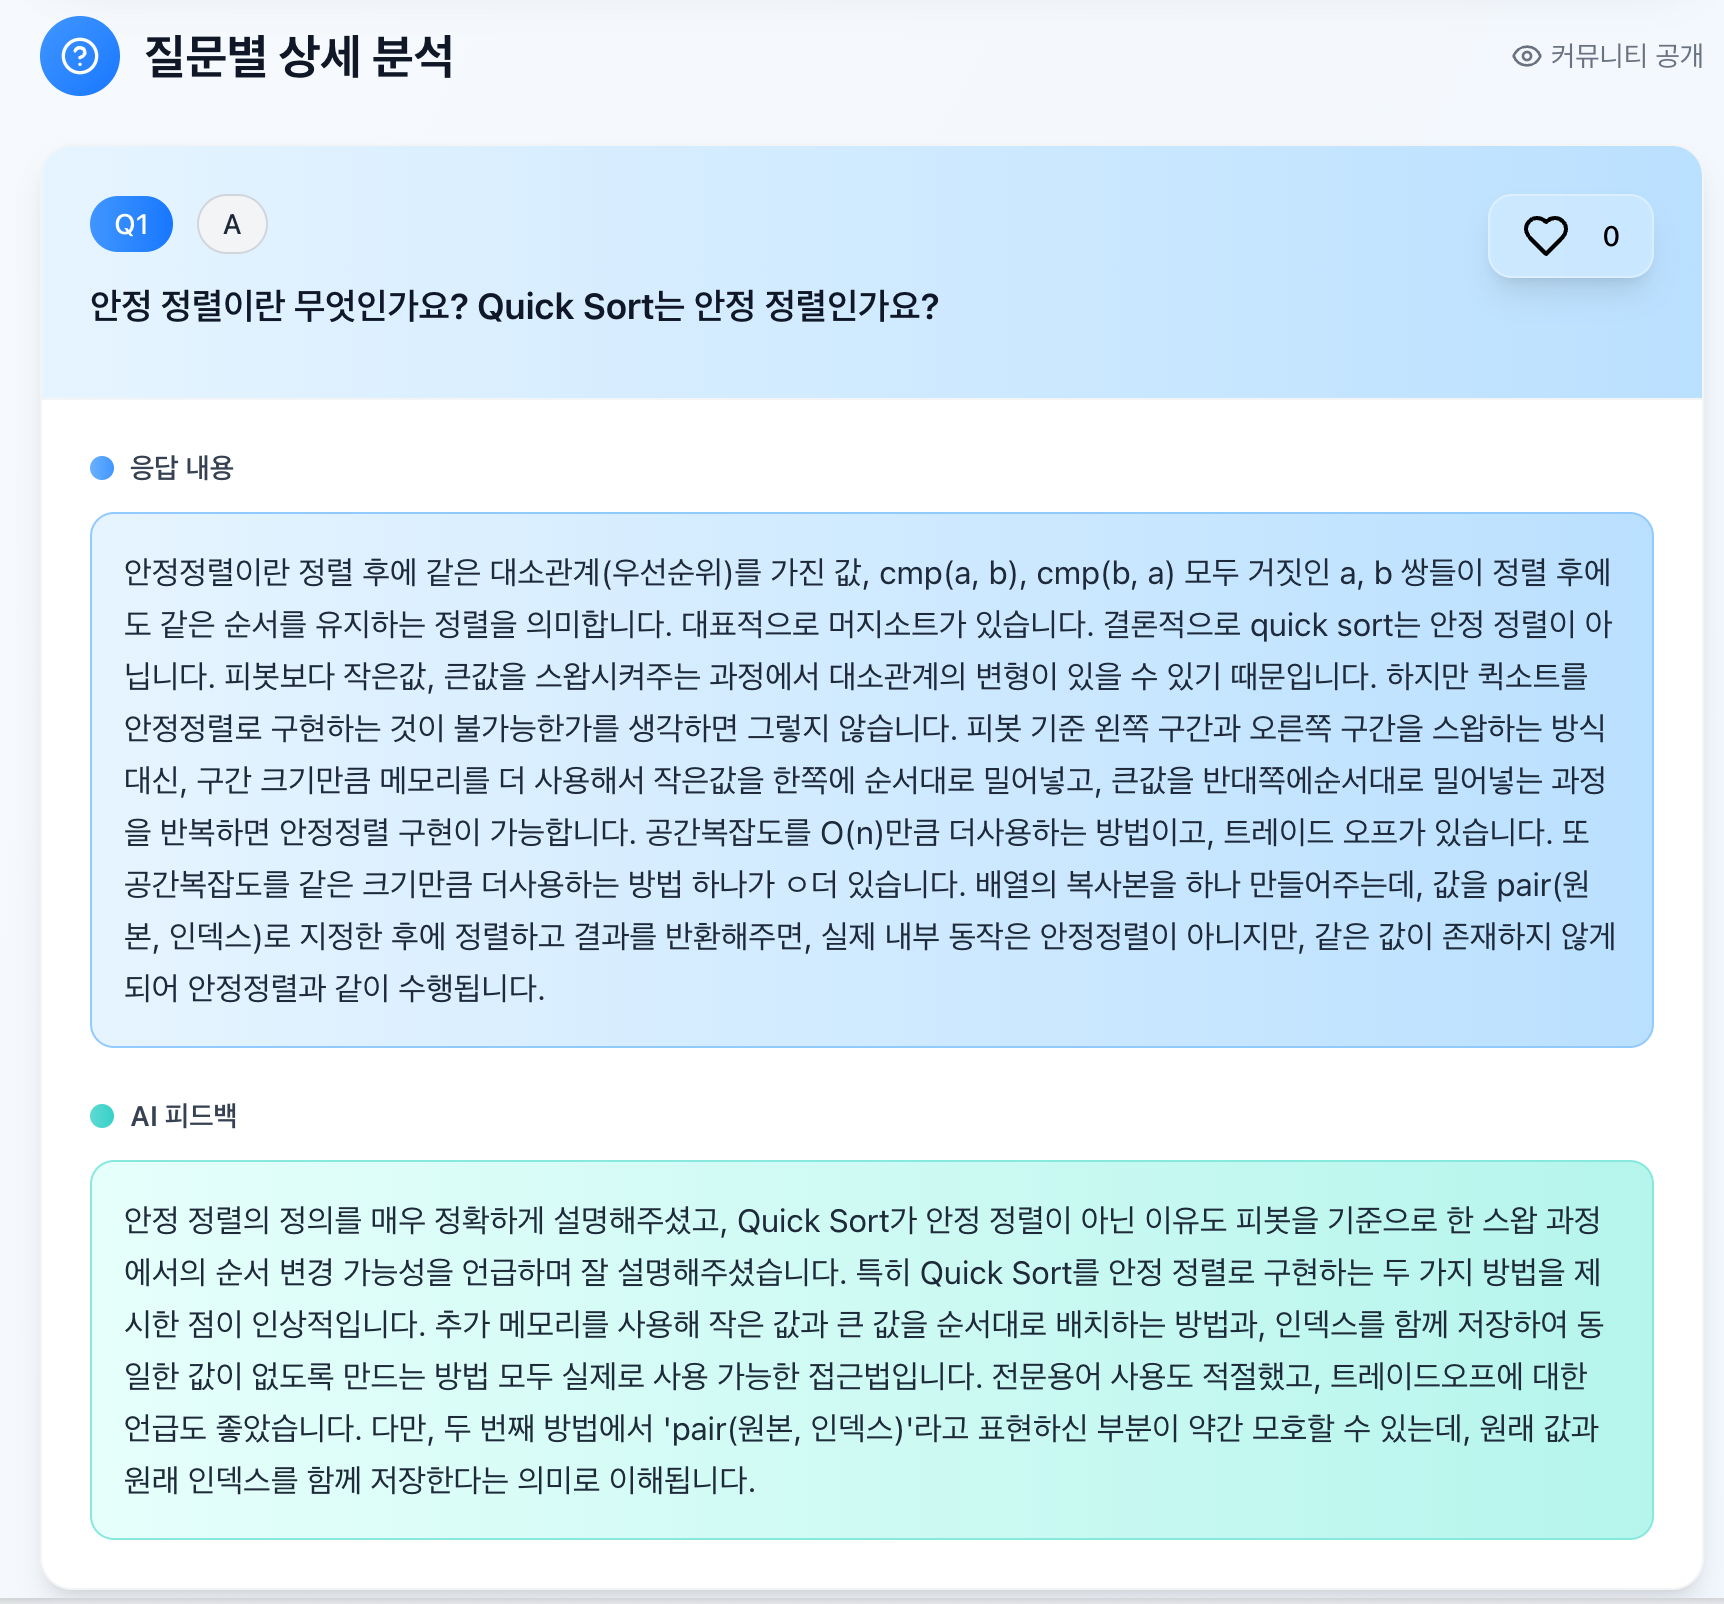 질문별 상세 분석
커뮤니티 공개
Q1
A
0
안정 정렬이란 무엇인가요? Quick Sort는 안정 정렬인가요?
응답 내용
안정정렬이란 정렬 후에 같은 대소관계(우선순위)를 가진 값, cmp(a, b), cmp(b, a) 모두 거짓인 a, b 쌍들이 정렬 후에
도 같은 순서를 유지하는 정렬을 의미합니다. 대표적으로 머지소트가 있습니다. 결론적으로 quick sort는 안정 정렬이 아
닙니다. 피봇보다 작은값, 큰값을 스왑시켜주는 과정에서 대소관계의 변형이 있을 수 있기 때문입니다. 하지만 퀵소트를
안정정렬로 구현하는 것이 불가능한가를 생각하면 그렇지 않습니다. 피봇 기준 왼쪽 구간과 오른쪽 구간을 스왑하는 방식
대신, 구간 크기만큼 메모리를 더 사용해서 작은값을 한쪽에 순서대로 밀어넣고, 큰값을 반대쪽에순서대로 밀어넣는 과정
을 반복하면 안정정렬 구현이 가능합니다. 공간복잡도를 O(n)만큼 더사용하는 방법이고, 트레이드 오프가 있습니다. 또
공간복잡도를 같은 크기만큼 더사용하는 방법 하나가 ㅇ더 있습니다. 배열의 복사본을 하나 만들어주는데, 값을 pair(원
본, 인덱스)로 지정한 후에 정렬하고 결과를 반환해주면, 실제 내부 동작은 안정정렬이 아니지만, 같은 값이 존재하지 않게
되어 안정정렬과 같이 수행됩니다.
AI 피드백
안정 정렬의 정의를 매우 정확하게 설명해주셨고, Quick Sort가 안정 정렬이 아닌 이유도 피봇을 기준으로 한 스왑 과정
에서의 순서 변경 가능성을 언급하며 잘 설명해주셨습니다. 특히 Quick Sort를 안정 정렬로 구현하는 두 가지 방법을 제
시한 점이 인상적입니다. 추가 메모리를 사용해 작은 값과 큰 값을 순서대로 배치하는 방법과, 인덱스를 함께 저장하여 동
일한 값이 없도록 만드는 방법 모두 실제로 사용 가능한 접근법입니다. 전문용어 사용도 적절했고, 트레이드오프에 대한
언급도 좋았습니다. 다만, 두 번째 방법에서 'pair(원본, 인덱스)'라고 표현하신 부분이 약간 모호할 수 있는데, 원래 값과
원래 인덱스를 함께 저장한다는 의미로 이해됩니다.